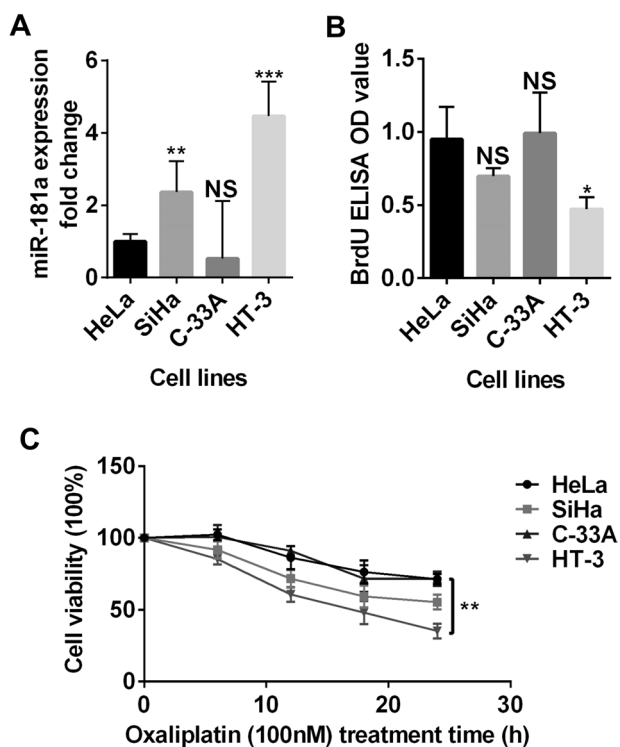 A
miR-181a expression
fold change
6
4
2
0
**
NS
***
HeLa
SiHa
C-33A
HT-3
Cell lines
B
BrdU ELISA OD value
1.5
1.0
0.5
0.0
NS
NS
*
HeLa
SiHa
C-33A
HT-3
Cell lines
C
Cell viability (100%)
150
100
50
0
0
10
20
30
Oxaliplatin (100nM) treatment time (h)
HeLa
SiHa
C-33A
HT-3
**